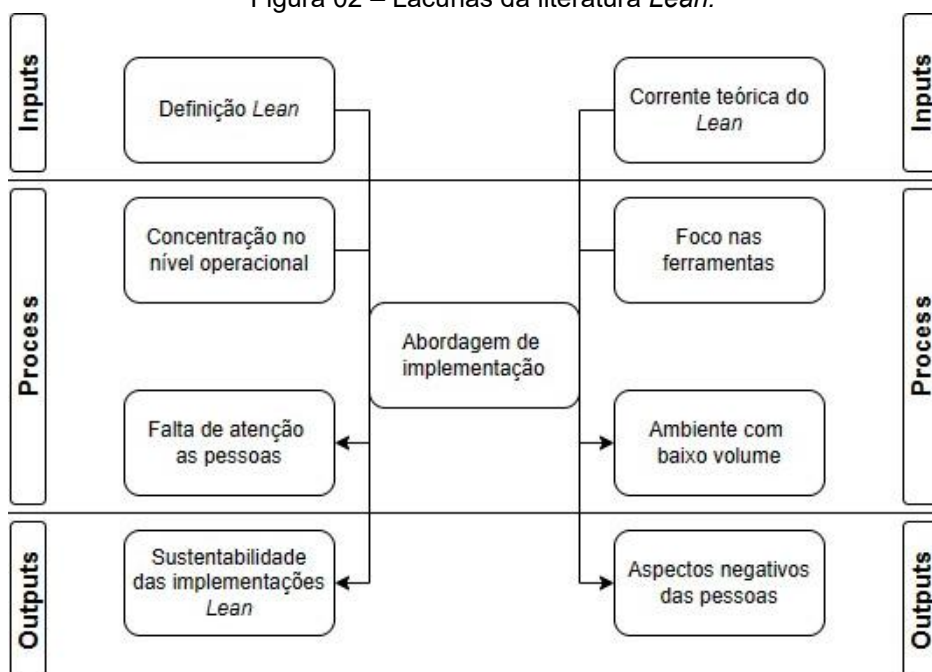 Figura 02 – Lacunas da literatura Lean.
Inputs
Definição Lean
Corrente teórica do
Lean
Inputs
Process
Concentração no
nível operacional
Foco nas
ferramentas
Process
Abordagem de
implementação
Falta de atenção
as pessoas
Ambiente com
baixo volume
Outputs
Sustentabilidade
das implementações
Lean
Aspectos negativos
das pessoas
Outputs